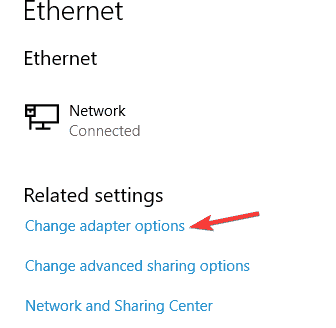 Ethernet
Ethernet
Network
Connected
Related settings
Change adapter options
Change advanced sharing options
Network and Sharing Center